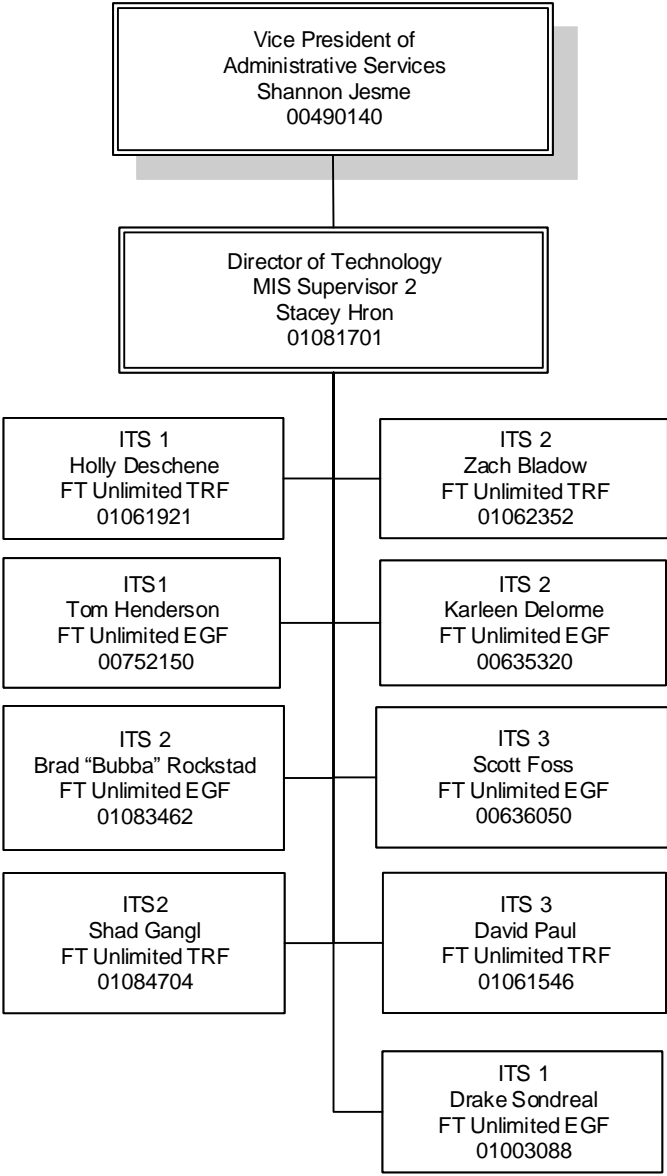 Vice President of
Administrative Services
Shannon Jesme
00490140
Director of Technology
MIS Supervisor 2
Stacey Hron
01081701
ITS 1
Holly Deschene
FT Unlimited TRF
01061921
ITS 2
Zach Bladow
FT Unlimited TRF
01062352
ITS1
Tom Henderson
FT Unlimited EGF
00752150
ITS 2
Karleen Delorme
FT Unlimited EGF
00635320
ITS 2
Brad “Bubba” Rockstad
FT Unlimited EGF
01083462
ITS 3
Scott Foss
FT Unlimited EGF
00636050
ITS2
Shad Gangl
FT Unlimited TRF
01084704
ITS 3
David Paul
FT Unlimited TRF
01061546
ITS 1
Drake Sondreal
FT Unlimited EGF
01003088